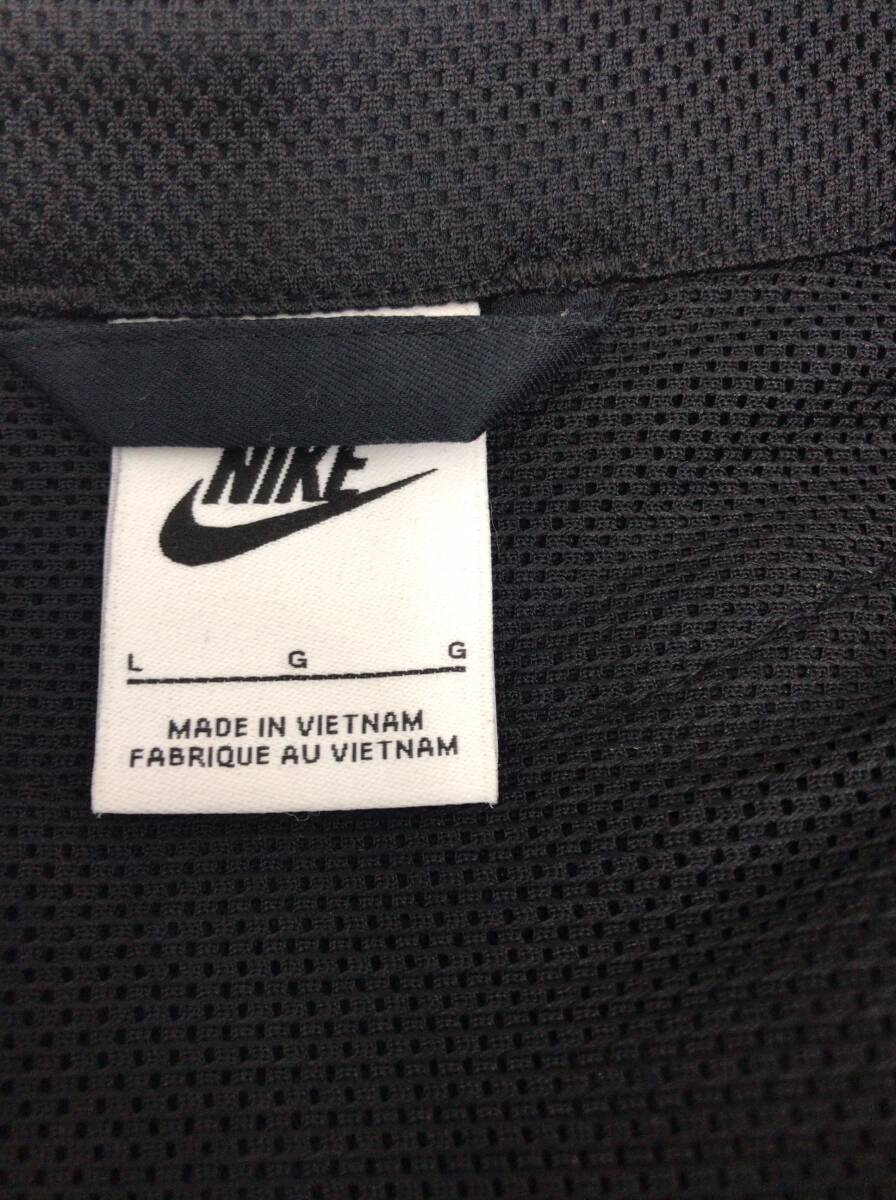 NIKE
L G G
MADE IN VIETNAM
FABRIQUE AU VIETNAM